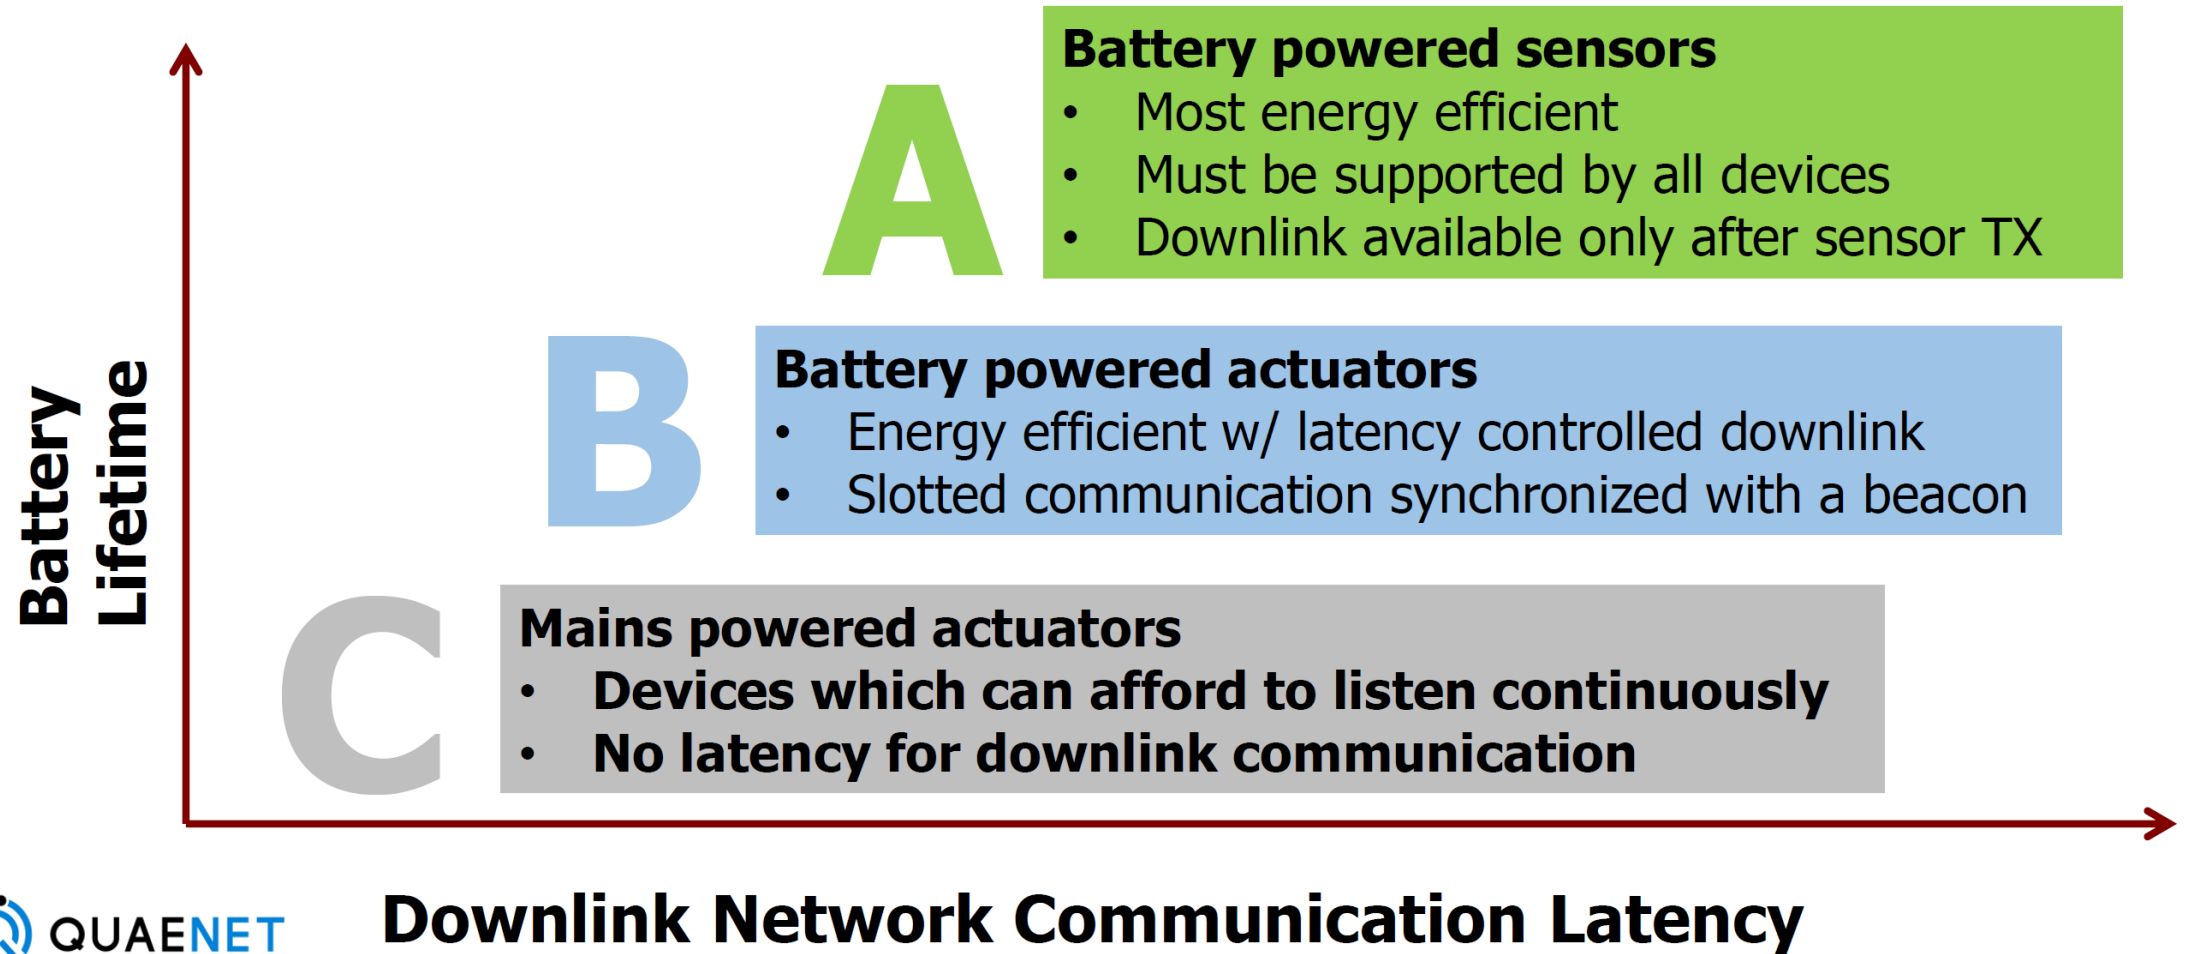 A
Battery powered sensors
• Most energy efficient
• Must be supported by all devices
• Downlink available only after sensor TX
B
Battery powered actuators
• Energy efficient w/ latency controlled downlink
• Slotted communication synchronized with a beacon
C
Mains powered actuators
• Devices which can afford to listen continuously
• No latency for downlink communication
Battery
Lifetime
Downlink Network Communication Latency
QUAENET